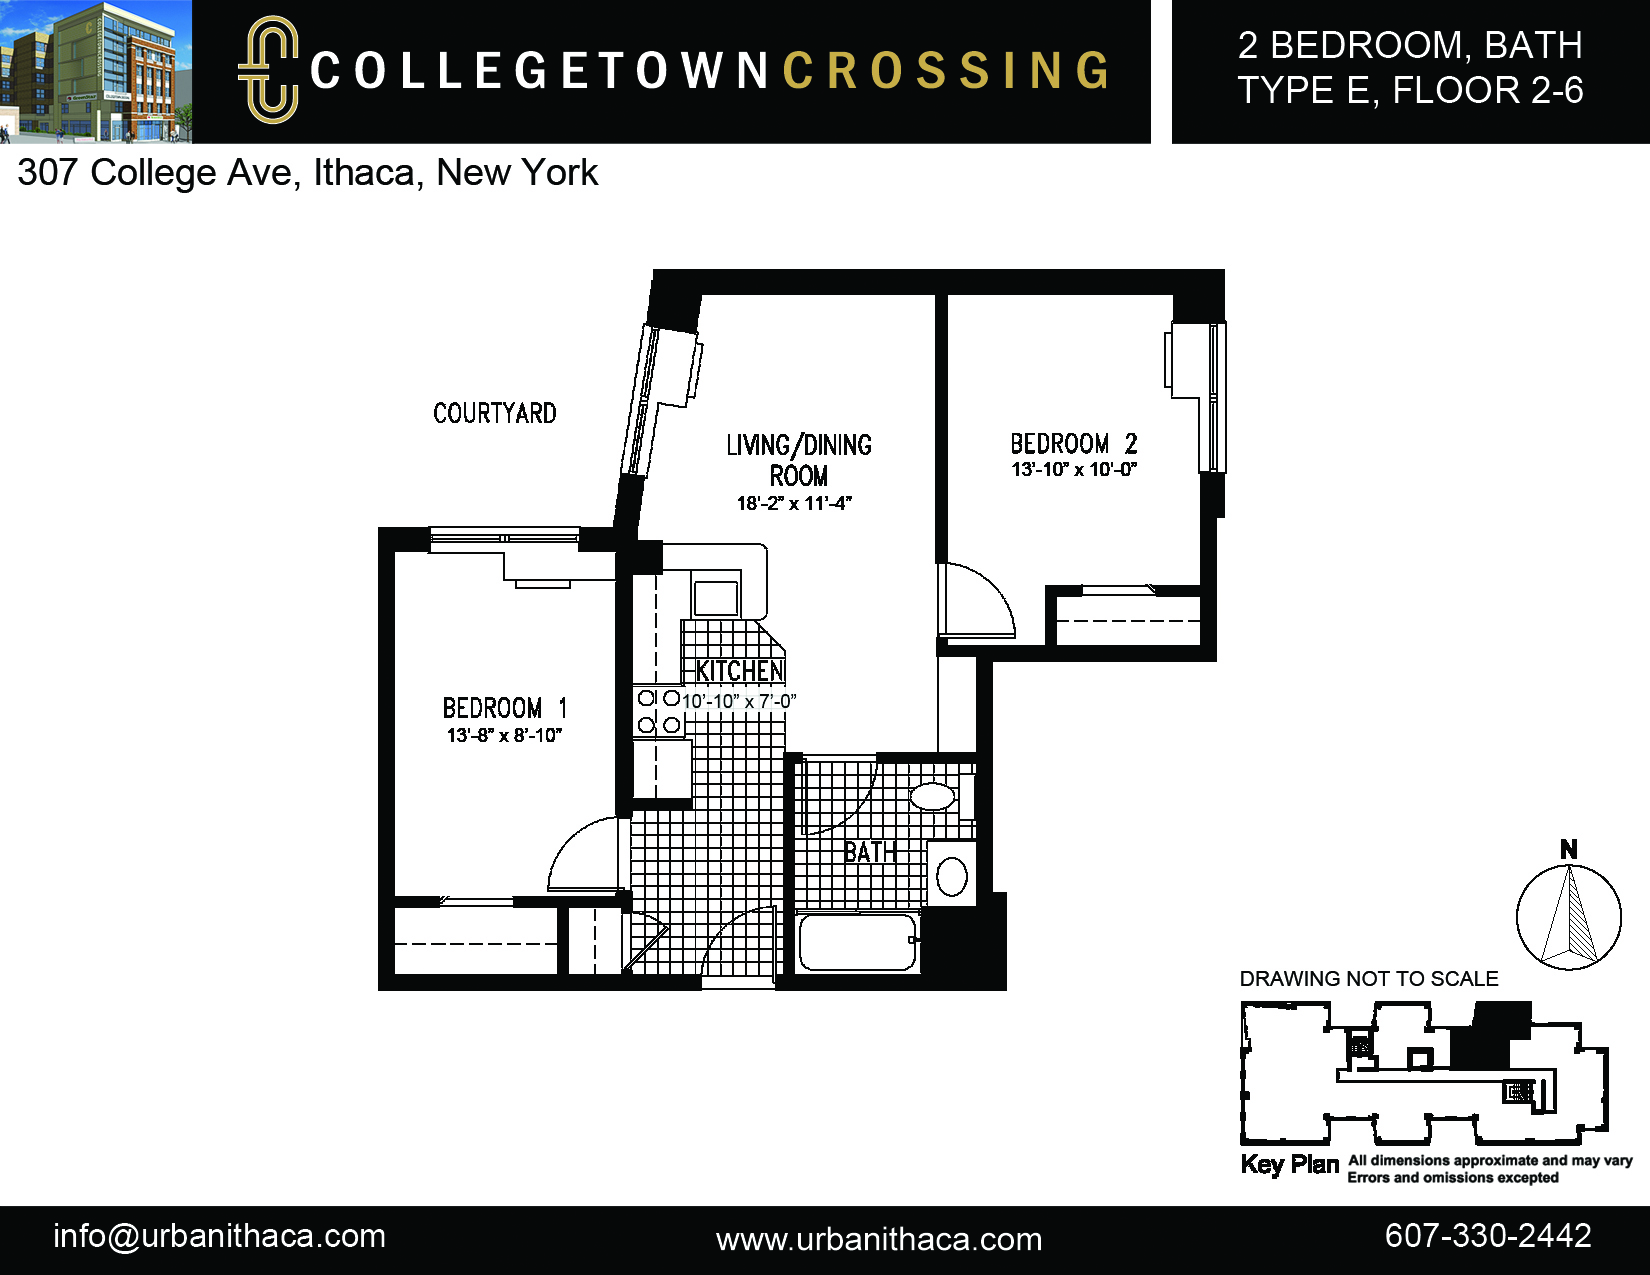 COLLEGETOWNCROSSING
2 BEDROOM, BATH
TYPE E, FLOOR 2-6
307 College Ave, Ithaca, New York
COURTYARD
LIVING/DINING
ROOM
18'-2" x 11'-4"
BEDROOM 2
13'-10" x 10'-0"
KITCHEN
10'-10" x 7'-0"
BEDROOM 1
13'-8" x 8'-10"
BATH
N
DRAWING NOT TO SCALE
Key Plan
All dimensions approximate and may vary
Errors and omissions excepted
info@urbanithaca.com
www.urbanithaca.com
607-330-2442